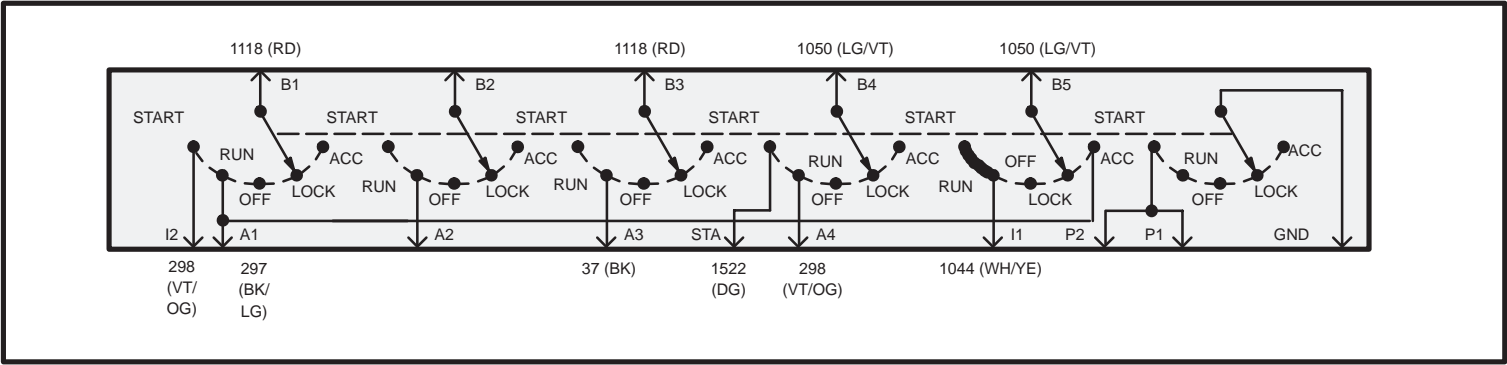 1118 (RD) 1118 (RD) 1050 (LG/VT) 1050 (LG/VT)
B1 B2 B3 B4 B5
START START START START START START
RUN ACC ACC ACC RUN ACC OFF ACC RUN ACC
RUN RUN RUN
OFF LOCK OFF LOCK OFF LOCK OFF LOCK LOCK OFF LOCK
I2 A1 A2 A3 STA A4 I1 P2 P1 GND
298 297 37 (BK) 1522 298 1044 (WH/YE)
(VT/ (BK/ (DG) (VT/OG)
OG) LG)